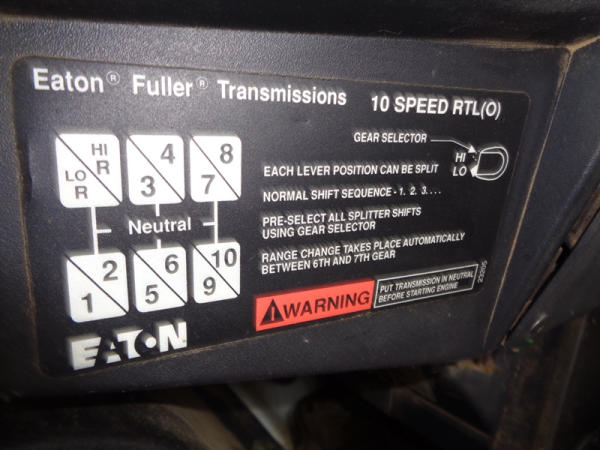 Eaton® Fuller® Transmissions 10 SPEED RTL(O)
GEAR SELECTOR
HI
LO
HI R
LO R
4
3
8
7
EACH LEVER POSITION CAN BE SPLIT
NORMAL SHIFT SEQUENCE - 1. 2. 3. . . .
Neutral
PRE-SELECT ALL SPLITTER SHIFTS
USING GEAR SELECTOR
RANGE CHANGE TAKES PLACE AUTOMATICALLY
BETWEEN 6TH AND 7TH GEAR
2
1
6
5
10
9
WARNING
PUT TRANSMISSION IN NEUTRAL
BEFORE STARTING ENGINE
23205
EATON